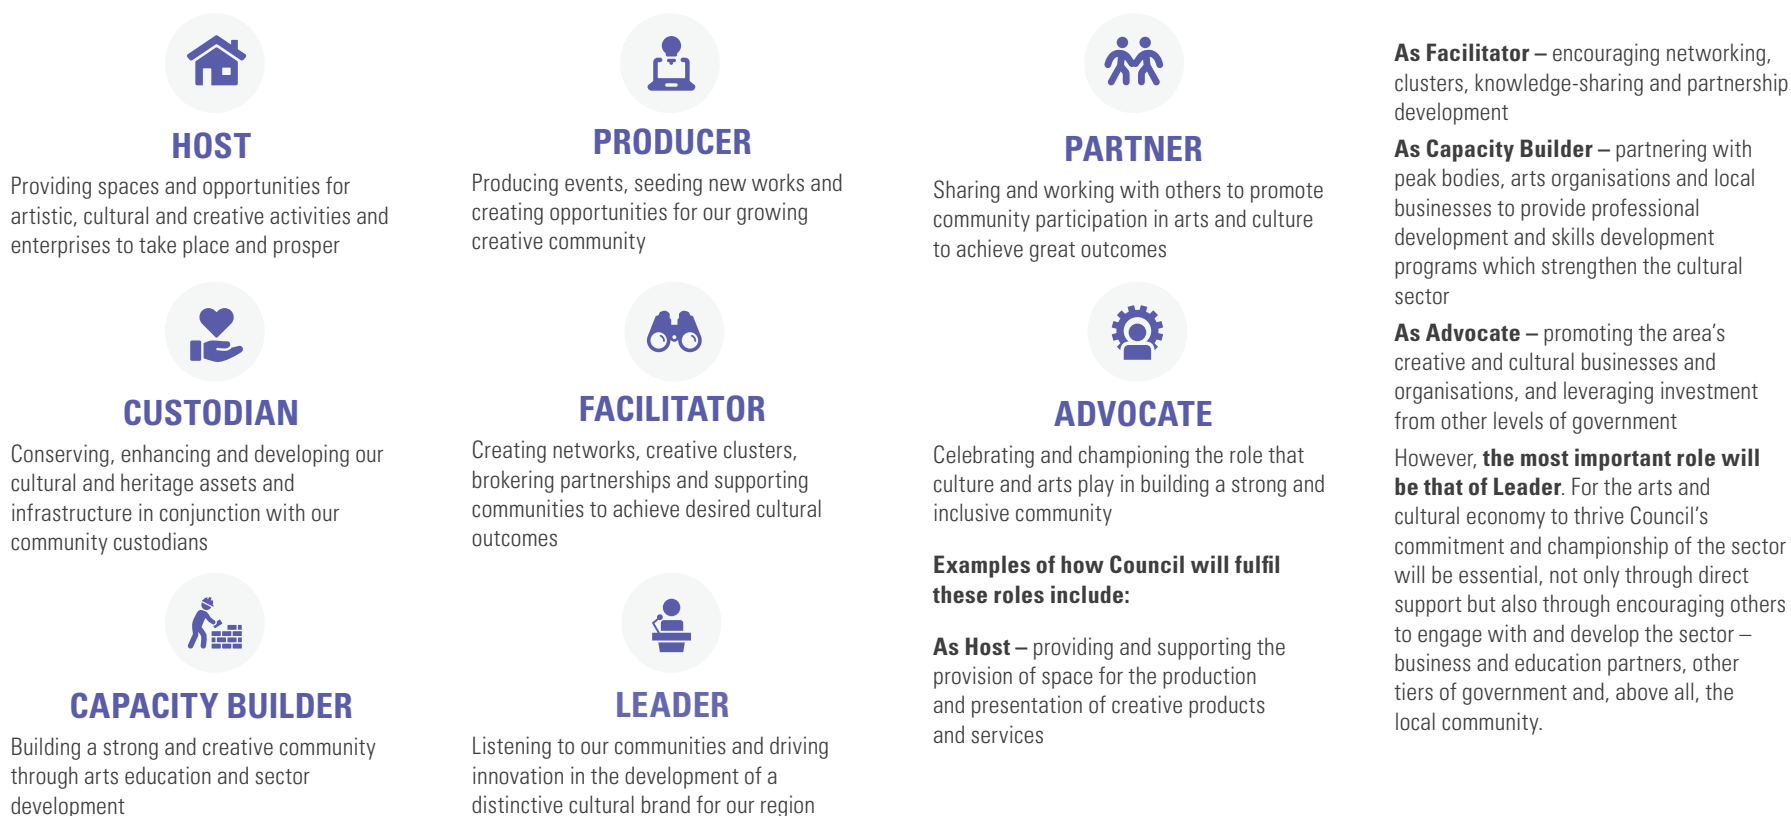 HOST
Providing spaces and opportunities for
artistic, cultural and creative activities and
enterprises to take place and prosper
CUSTODIAN
Conserving, enhancing and developing our
cultural and heritage assets and
infrastructure in conjunction with our
community custodians
CAPACITY BUILDER
Building a strong and creative community
through arts education and sector
development
PRODUCER
Producing events, seeding new works and
creating opportunities for our growing
creative community
FACILITATOR
Creating networks, creative clusters,
brokering partnerships and supporting
communities to achieve desired cultural
outcomes
LEADER
Listening to our communities and driving
innovation in the development of a
distinctive cultural brand for our region
PARTNER
Sharing and working with others to promote
community participation in arts and culture
to achieve great outcomes
ADVOCATE
Celebrating and championing the role that
culture and arts play in building a strong and
inclusive community
Examples of how Council will fulfil
these roles include:
As Host – providing and supporting the
provision of space for the production
and presentation of creative products
and services
As Facilitator – encouraging networking,
clusters, knowledge-sharing and partnership
development
As Capacity Builder – partnering with
peak bodies, arts organisations and local
businesses to provide professional
development and skills development
programs which strengthen the cultural
sector
As Advocate – promoting the area’s
creative and cultural businesses and
organisations, and leveraging investment
from other levels of government
However, the most important role will
be that of Leader. For the arts and
cultural economy to thrive Council’s
commitment and championship of the sector
will be essential, not only through direct
support but also through encouraging others
to engage with and develop the sector –
business and education partners, other
tiers of government and, above all, the
local community.